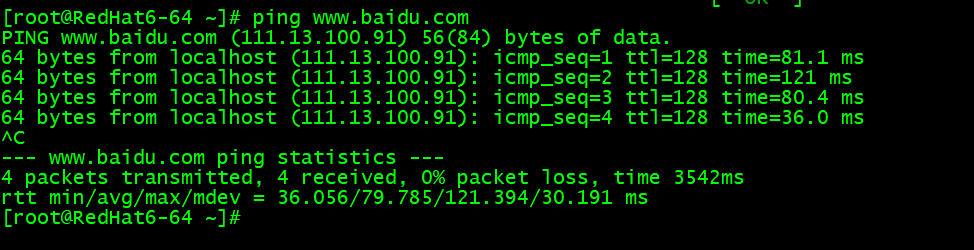 [ OK ]
[root@RedHat6-64 ~]# ping www.baidu.com
PING www.baidu.com (111.13.100.91) 56(84) bytes of data.
64 bytes from localhost (111.13.100.91): icmp_seq=1 ttl=128 time=81.1 ms
64 bytes from localhost (111.13.100.91): icmp_seq=2 ttl=128 time=121 ms
64 bytes from localhost (111.13.100.91): icmp_seq=3 ttl=128 time=80.4 ms
64 bytes from localhost (111.13.100.91): icmp_seq=4 ttl=128 time=36.0 ms
^C
--- www.baidu.com ping statistics ---
4 packets transmitted, 4 received, 0% packet loss, time 3542ms
rtt min/avg/max/mdev = 36.056/79.785/121.394/30.191 ms
[root@RedHat6-64 ~]#